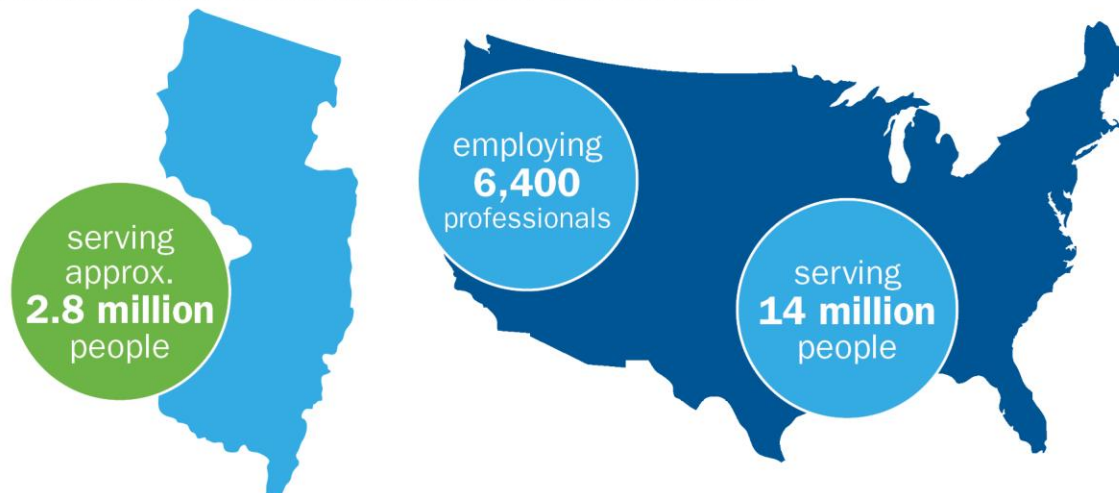 serving
approx.
2.8 million
people
employing
6,400
professionals
serving
14 million
people